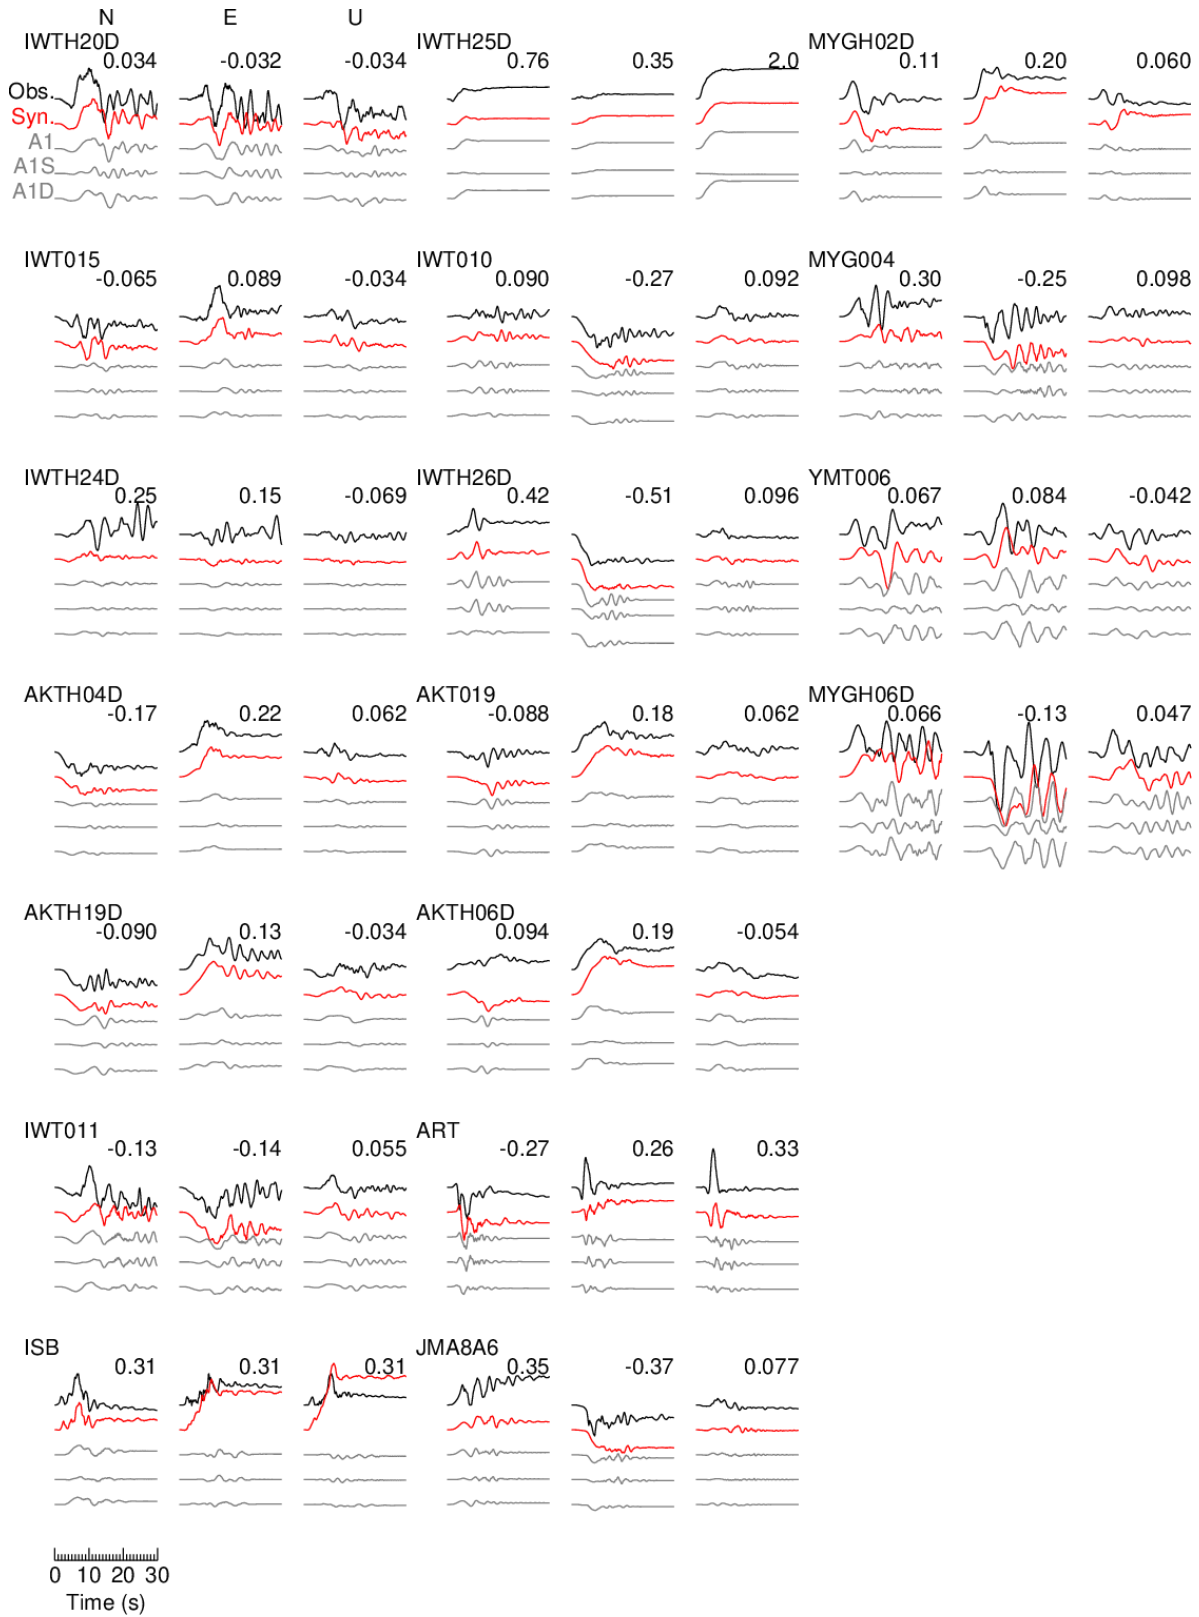 N E U
IWTH20D IWTH25D MYGH02D
0.034 -0.032 -0.034 0.76 0.35 2.0 0.11 0.20 0.060
Obs.
Syn.
A1
A1S
A1D
IWT015 IWT010 MYG004
-0.065 0.089 -0.034 0.090 -0.27 0.092 0.30 -0.25 0.098
IWTH24D IWTH26D YMT006
0.25 0.15 -0.069 0.42 -0.51 0.096 0.067 0.084 -0.042
AKTH04D AKT019 MYGH06D
-0.17 0.22 0.062 -0.088 0.18 0.062 0.066 -0.13 0.047
AKTH19D AKTH06D
-0.090 0.13 -0.034 0.094 0.19 -0.054
IWT011 ART
-0.13 -0.14 0.055 -0.27 0.26 0.33
ISB JMA8A6
0.31 0.31 0.31 0.35 -0.37 0.077
0 10 20 30
Time (s)